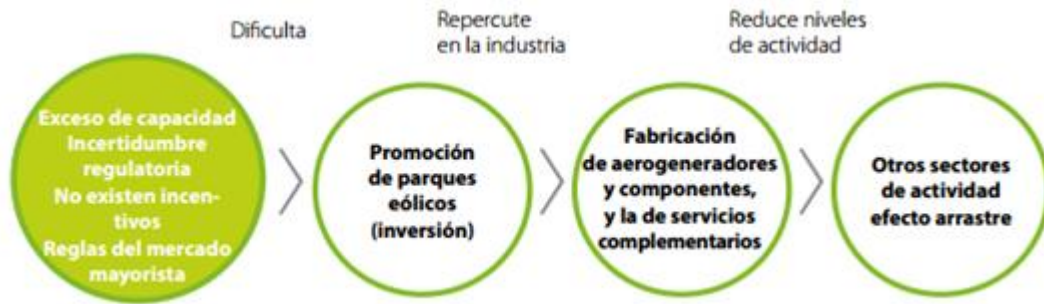 Dificulta
Repercute
en la industria
Reduce niveles
de actividad
Exceso de capacidad
Incertidumbre
regulatoria
No existen incen-
tivos
Reglas del mercado
mayorista
Promoción
de parques
eólicos
(inversión)
Fabricación
de aerogeneradores
y componentes,
y la de servicios
complementarios
Otros sectores
de actividad
efecto arrastre